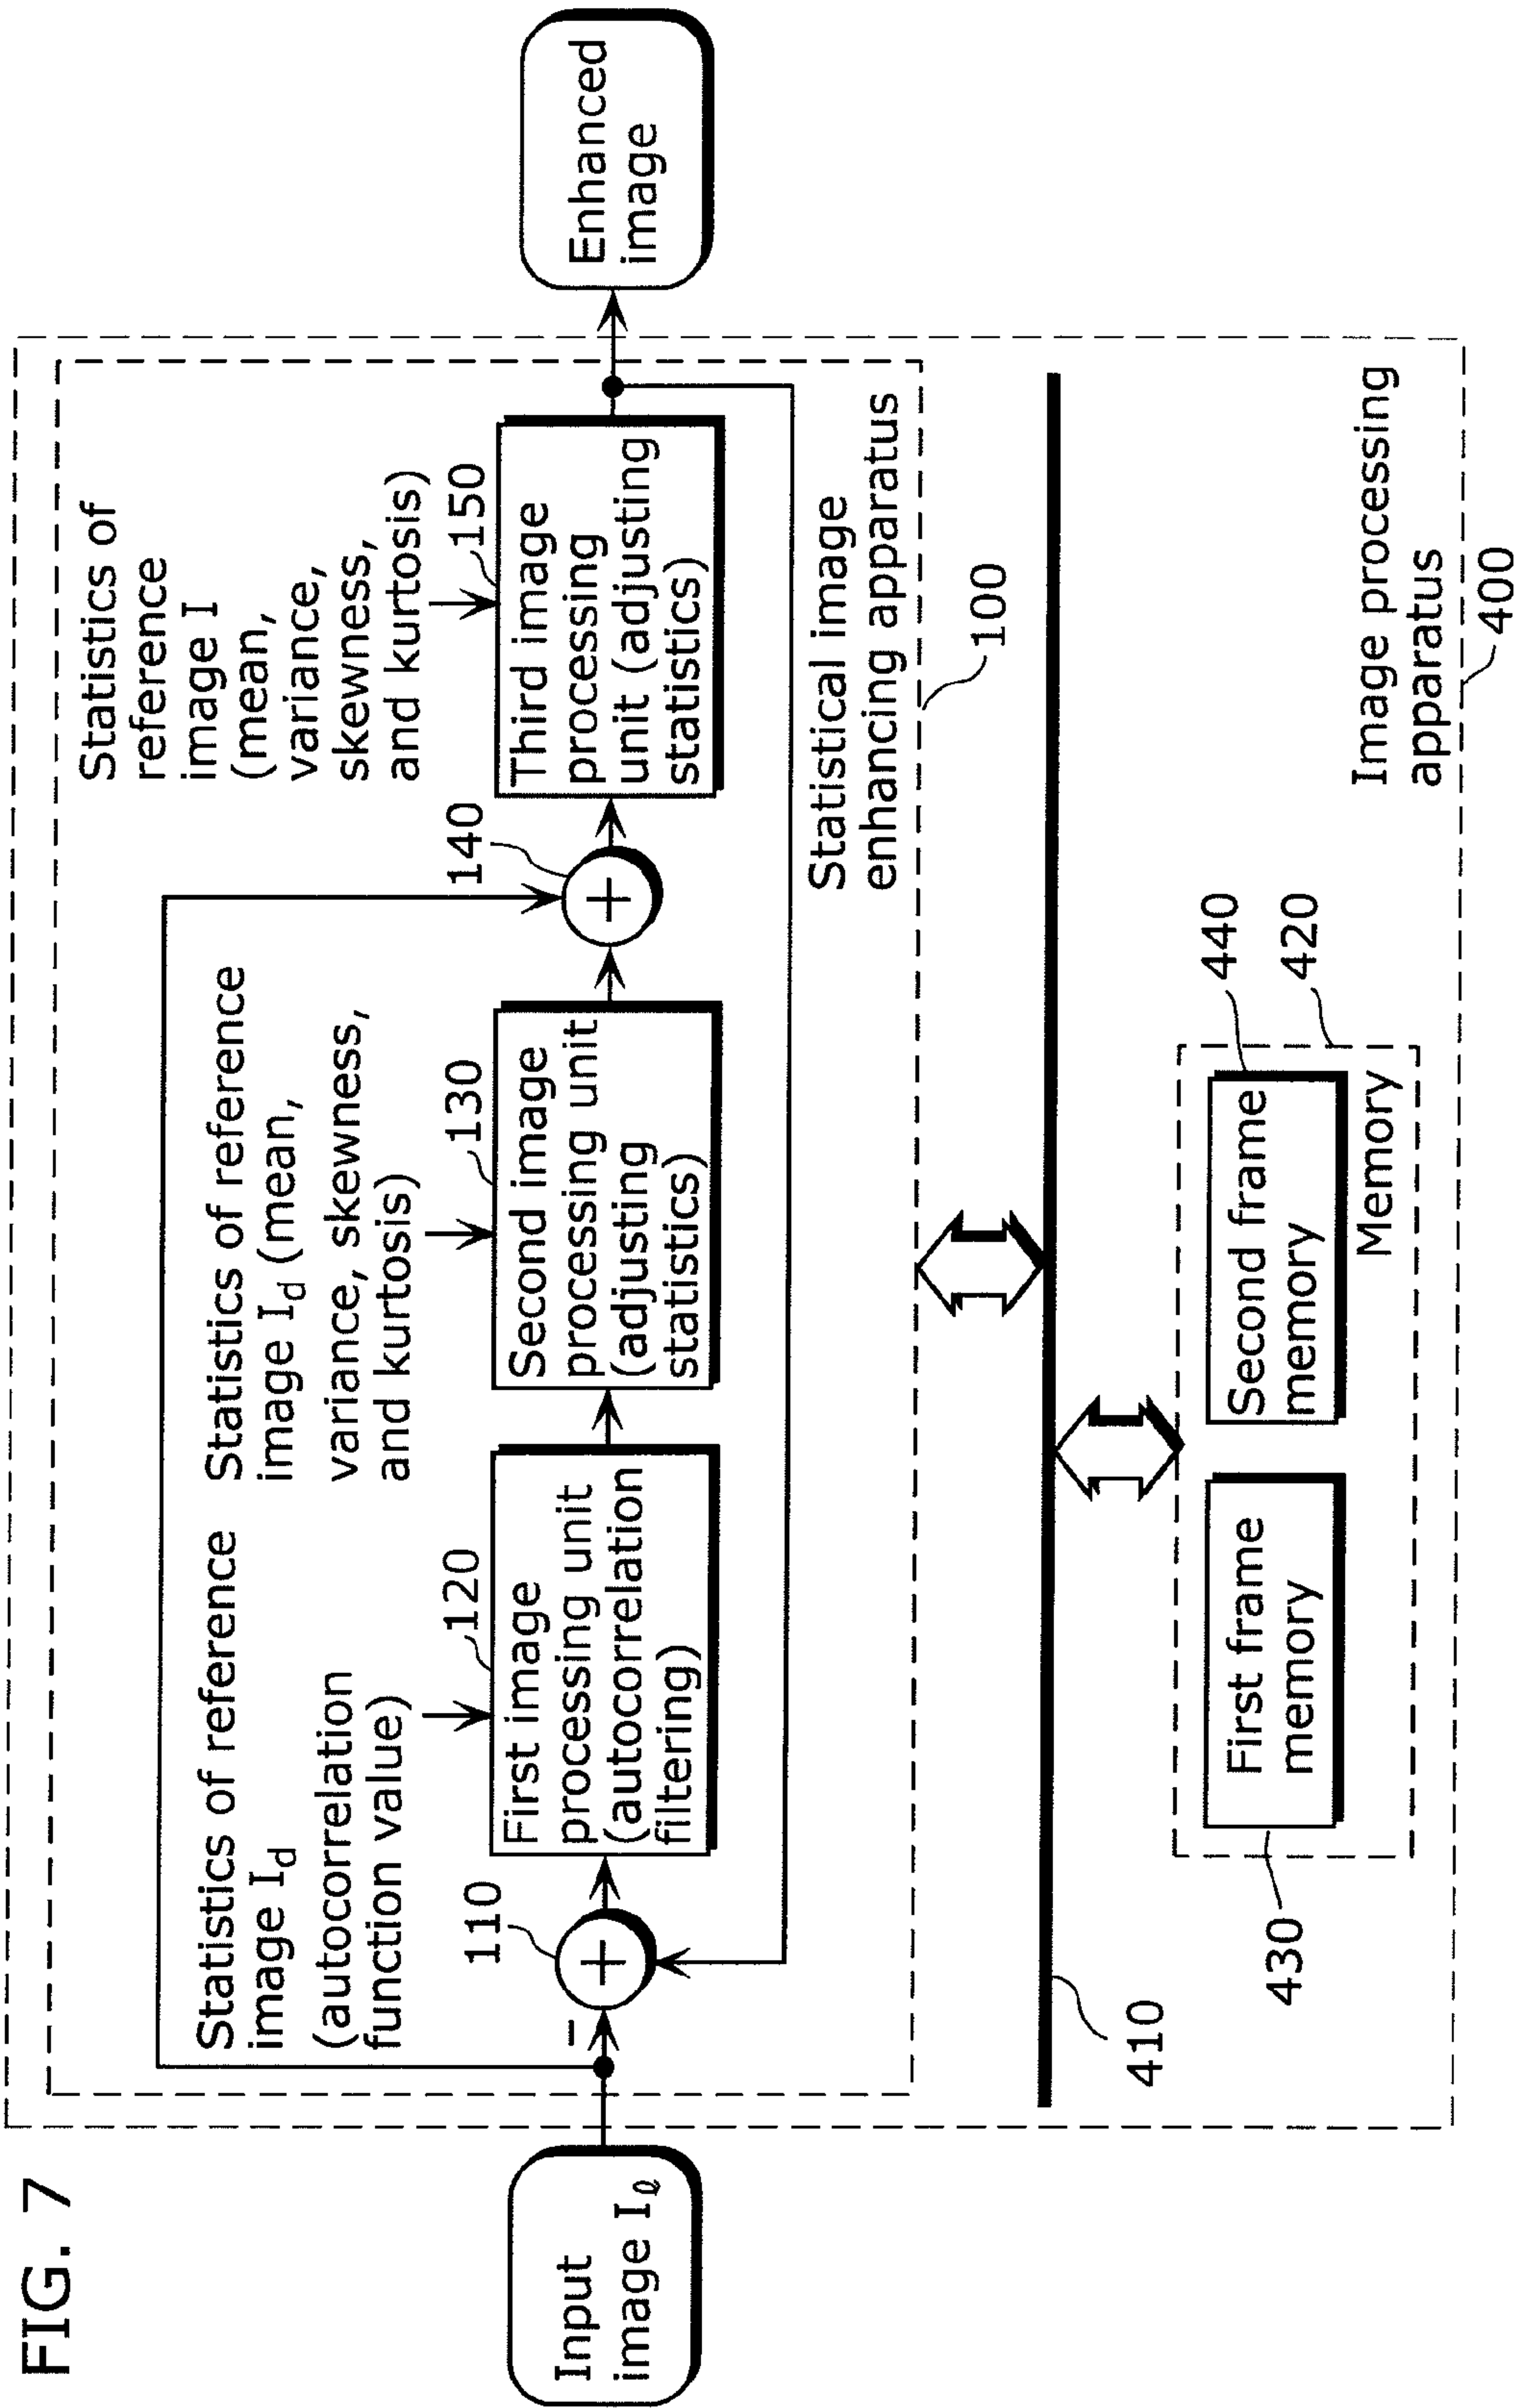 FIG. 7
Input
image Iℓ
Statistics of reference
image Id
(autocorrelation
function value)
110
−
+
120
First image
processing unit
(autocorrelation
filtering)
Statistics of reference
image Id (mean,
variance, skewness,
and kurtosis)
130
Second image
processing unit
(adjusting
statistics)
140
+
Statistics of
reference
image I
(mean,
variance,
skewness,
and kurtosis)
150
Third image
processing
unit (adjusting
statistics)
Enhanced
image
Statistical image
enhancing apparatus
100
410
430
First frame
memory
Second frame
memory
Memory
440
420
Image processing
apparatus
400